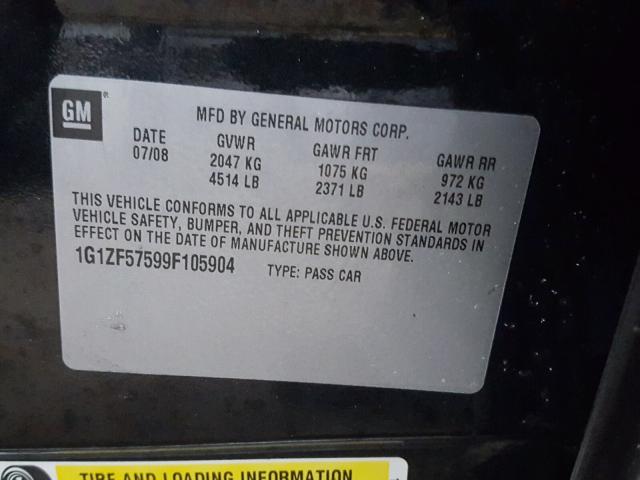 GM®
MFD BY GENERAL MOTORS CORP.
DATE GVWR GAWR FRT GAWR RR
07/08 2047 KG 1075 KG 972 KG
4514 LB 2371 LB 2143 LB
THIS VEHICLE CONFORMS TO ALL APPLICABLE U.S. FEDERAL MOTOR
VEHICLE SAFETY, BUMPER, AND THEFT PREVENTION STANDARDS IN
EFFECT ON THE DATE OF MANUFACTURE SHOWN ABOVE.
1G1ZF57599F105904 TYPE: PASS CAR
TIRE AND LOADING INFORMATION